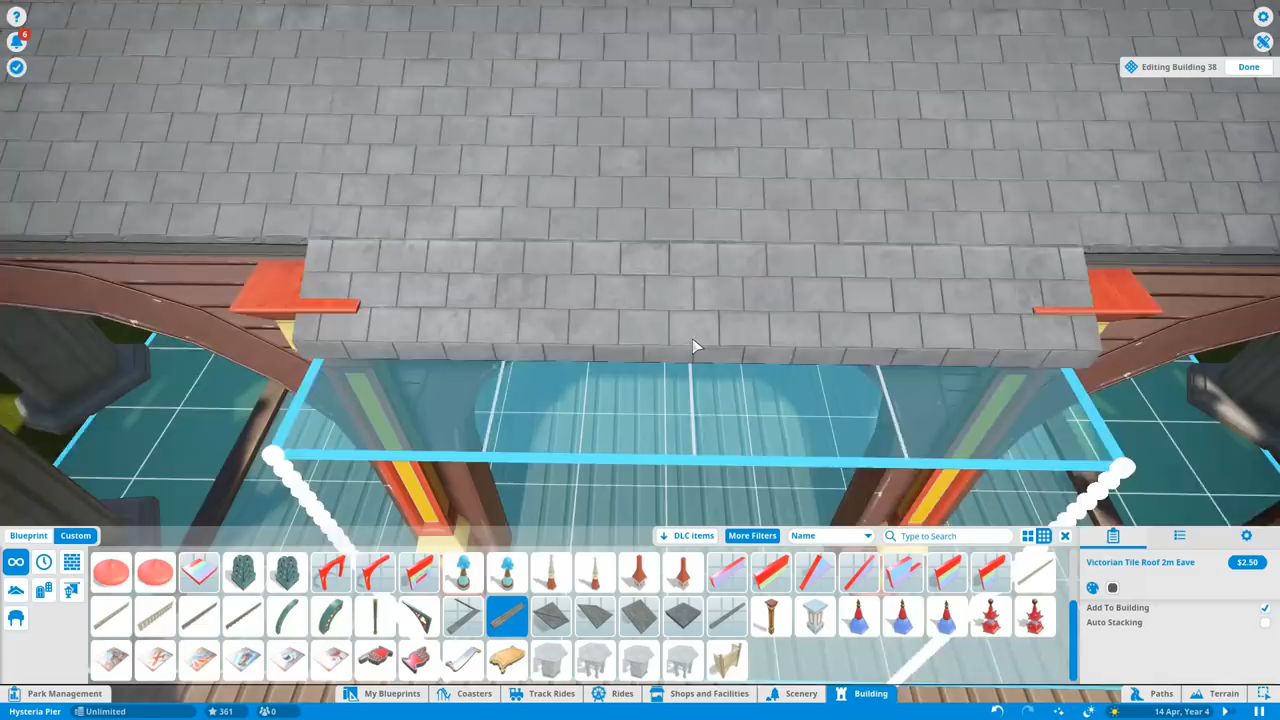 ?
6
Editing Building 38 Done
Blueprint Custom DLC items More Filters Name Type to Search
Victorian Tile Roof 2m Eave $2.50
Add To Building
Auto Stacking
Park Management My Blueprints Coasters Track Rides Rides Shops and Facilities Scenery Building Paths Terrain
Hysteria Pier Unlimited 361 0 14 Apr, Year 4